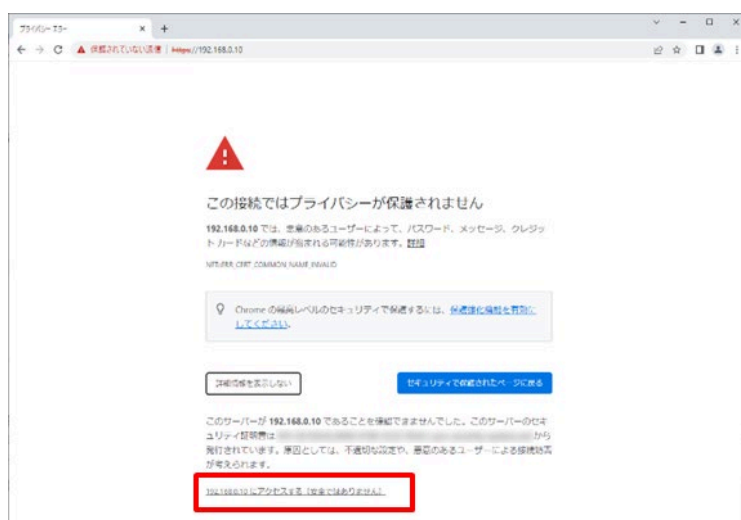 プライバシー エラー
保護されていない通信 | https://192.168.0.10
この接続ではプライバシーが保護されません
192.168.0.10 では、悪意のあるユーザーによって、パスワード、メッセージ、クレジッ
ト カードなどの情報が盗まれる可能性があります。詳細
NET::ERR_CERT_COMMON_NAME_INVALID
Chrome の最高レベルのセキュリティで保護するには、保護強化機能を有効に
してください。
詳細情報を表示しない
セキュリティで保護されたページに戻る
このサーバーが 192.168.0.10 であることを確認できませんでした。このサーバーのセキ
ュリティ証明書は から
発行されています。原因としては、不適切な設定や、悪意のあるユーザーによる接続妨害
が考えられます。
192.168.0.10 にアクセスする（安全ではありません）